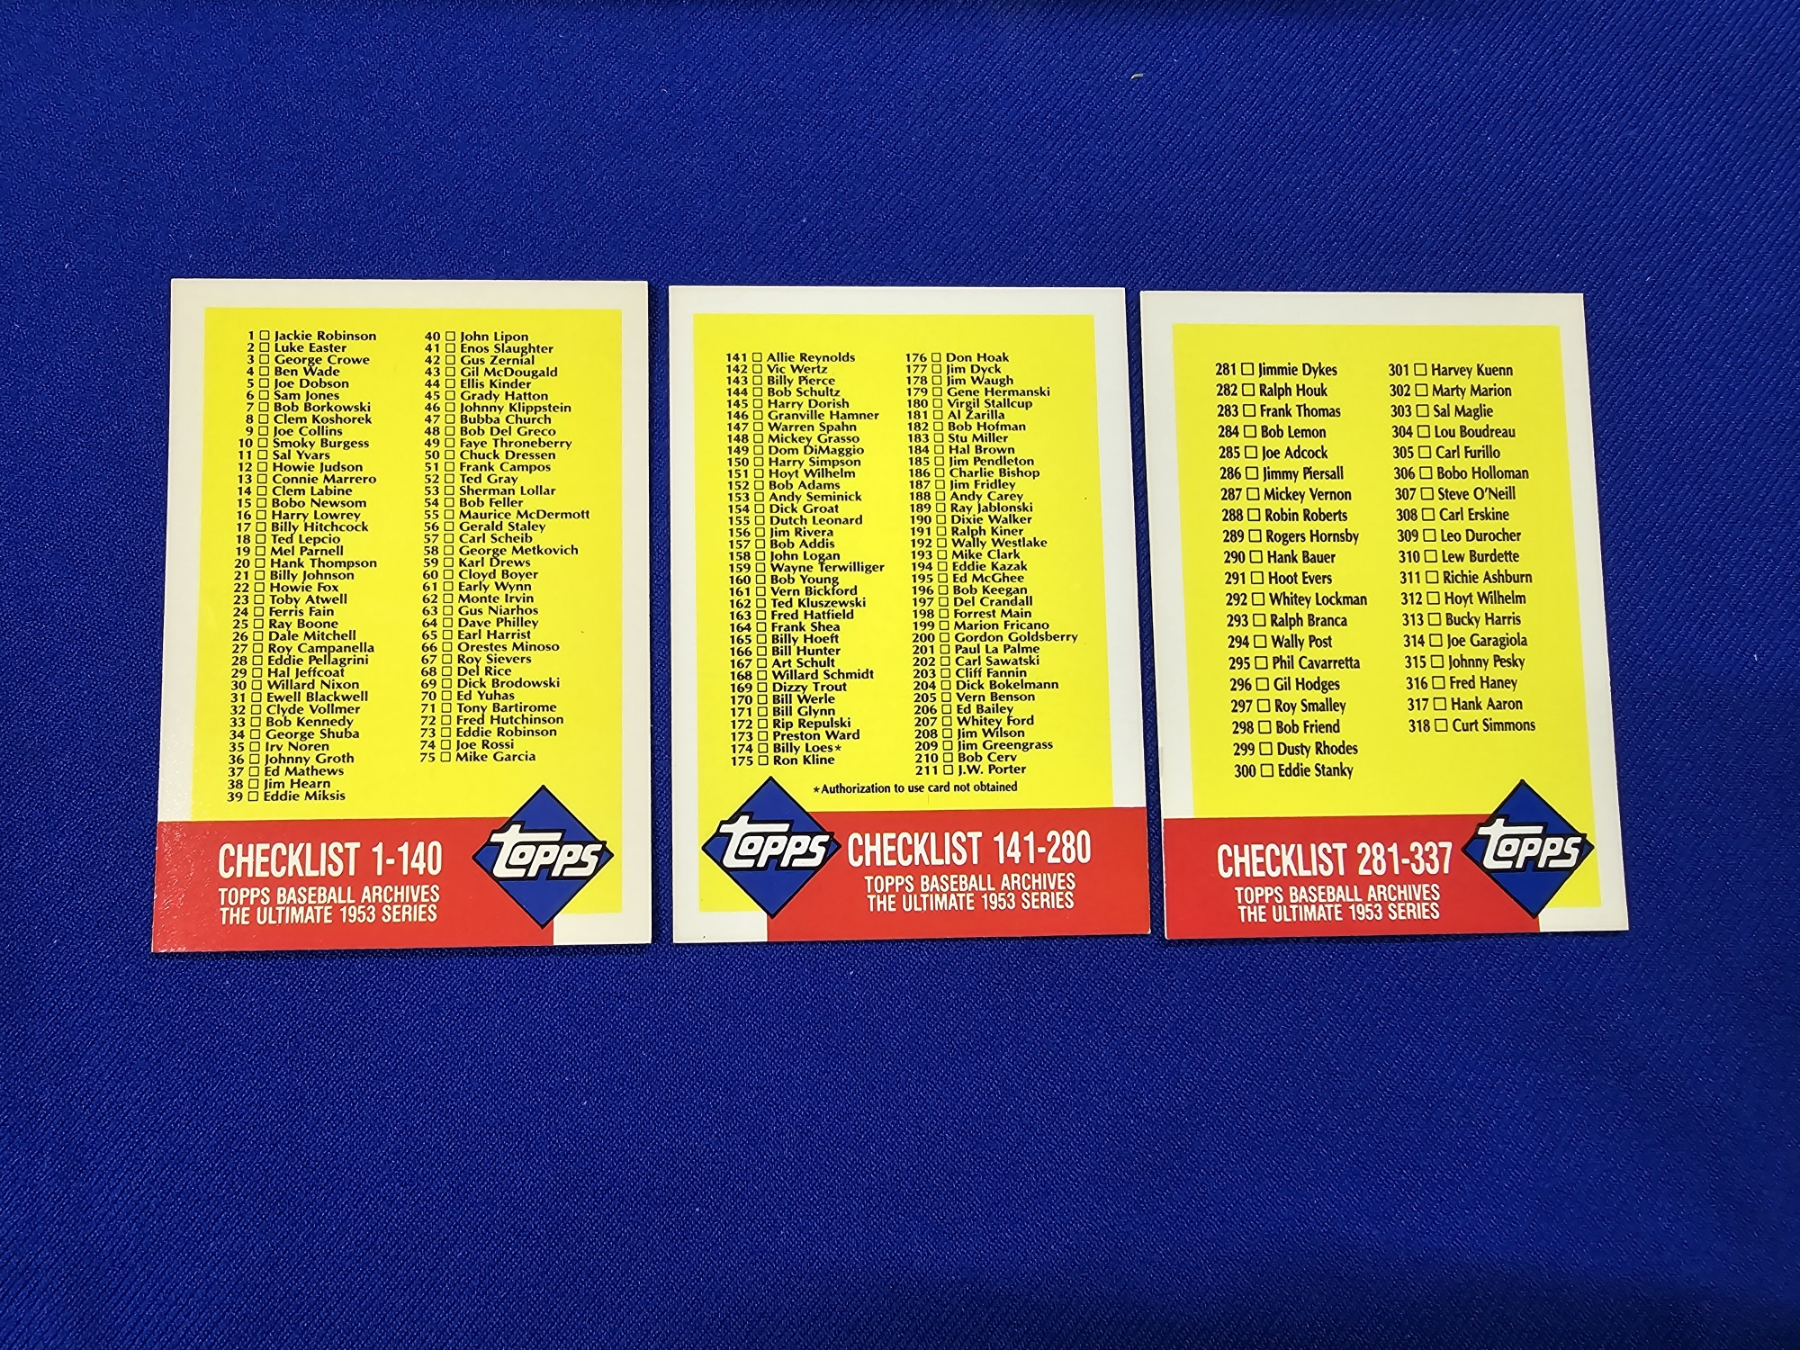 1 Jackie Robinson
2 Luke Easter
3 George Crowe
4 Ben Wade
5 Joe Dobson
6 Sam Jones
7 Bob Borkowski
8 Clem Koshorek
9 Joe Collins
10 Smoky Burgess
11 Sal Yvars
12 Howie Judson
13 Connie Marrero
14 Clem Labine
15 Bobo Newsom
16 Harry Lowrey
17 Billy Hitchcock
18 Ted Lepcio
19 Mel Parnell
20 Hank Thompson
21 Billy Johnson
22 Howie Fox
23 Toby Atwell
24 Ferris Fain
25 Ray Boone
26 Dale Mitchell
27 Roy Campanella
28 Eddie Pellagrini
29 Hal Jeffcoat
30 Willard Nixon
31 Ewell Blackwell
32 Clyde Vollmer
33 Bob Kennedy
34 George Shuba
35 Irv Noren
36 Johnny Groth
37 Ed Mathews
38 Jim Hearn
39 Eddie Miksis
40 John Lipon
41 Enos Slaughter
42 Gus Zernial
43 Gil McDougald
44 Ellis Kinder
45 Grady Hatton
46 Johnny Klippstein
47 Bubba Church
48 Bob Del Greco
49 Faye Throneberry
50 Chuck Dressen
51 Frank Campos
52 Ted Gray
53 Sherman Lollar
54 Bob Feller
55 Maurice McDermott
56 Gerald Staley
57 Carl Scheib
58 George Metkovich
59 Karl Drews
60 Cloyd Boyer
61 Early Wynn
62 Monte Irvin
63 Gus Niarhos
64 Dave Philley
65 Earl Harrist
66 Orestes Minoso
67 Roy Sievers
68 Del Rice
69 Dick Brodowski
70 Ed Yuhas
71 Tony Bartirome
72 Fred Hutchinson
73 Eddie Robinson
74 Joe Rossi
75 Mike Garcia
CHECKLIST 1-140
TOPPS BASEBALL ARCHIVES
THE ULTIMATE 1953 SERIES
TOPPS
141 Allie Reynolds
142 Vic Wertz
143 Billy Pierce
144 Bob Schultz
145 Harry Dorish
146 Granville Hamner
147 Warren Spahn
148 Mickey Grasso
149 Dom DiMaggio
150 Harry Simpson
151 Hoyt Wilhelm
152 Bob Adams
153 Andy Seminick
154 Dick Groat
155 Dutch Leonard
156 Jim Rivera
157 Bob Addis
158 John Logan
159 Wayne Terwilliger
160 Bob Young
161 Vern Bickford
162 Ted Kluszewski
163 Fred Hatfield
164 Frank Shea
165 Billy Hoeft
166 Bill Hunter
167 Art Schult
168 Willard Schmidt
169 Dizzy Trout
170 Bill Werle
171 Bill Glynn
172 Rip Repulski
173 Preston Ward
174 Billy Loes*
175 Ron Kline
176 Don Hoak
177 Jim Dyck
178 Jim Waugh
179 Gene Hermanski
180 Virgil Stallcup
181 Al Zarilla
182 Bob Hofman
183 Stu Miller
184 Hal Brown
185 Jim Pendleton
186 Charlie Bishop
187 Jim Fridley
188 Andy Carey
189 Ray Jablonski
190 Dixie Walker
191 Ralph Kiner
192 Wally Westlake
193 Mike Clark
194 Eddie Kazak
195 Ed McGhee
196 Bob Keegan
197 Del Crandall
198 Forrest Main
199 Marion Fricano
200 Gordon Goldsberry
201 Paul La Palme
202 Carl Sawatski
203 Cliff Fannin
204 Dick Bokelmann
205 Vern Benson
206 Ed Bailey
207 Whitey Ford
208 Jim Wilson
209 Jim Greengrass
210 Bob Cerv
211 J.W. Porter
*Authorization to use card not obtained
TOPPS
CHECKLIST 141-280
TOPPS BASEBALL ARCHIVES
THE ULTIMATE 1953 SERIES
281 Jimmie Dykes
282 Ralph Houk
283 Frank Thomas
284 Bob Lemon
285 Joe Adcock
286 Jimmy Piersall
287 Mickey Vernon
288 Robin Roberts
289 Rogers Hornsby
290 Hank Bauer
291 Hoot Evers
292 Whitey Lockman
293 Ralph Branca
294 Wally Post
295 Phil Cavarretta
296 Gil Hodges
297 Roy Smalley
298 Bob Friend
299 Dusty Rhodes
300 Eddie Stanky
301 Harvey Kuenn
302 Marty Marion
303 Sal Maglie
304 Lou Boudreau
305 Carl Furillo
306 Bobo Holloman
307 Steve O'Neill
308 Carl Erskine
309 Leo Durocher
310 Lew Burdette
311 Richie Ashburn
312 Hoyt Wilhelm
313 Bucky Harris
314 Joe Garagiola
315 Johnny Pesky
316 Fred Haney
317 Hank Aaron
318 Curt Simmons
CHECKLIST 281-337
TOPPS BASEBALL ARCHIVES
THE ULTIMATE 1953 SERIES
TOPPS